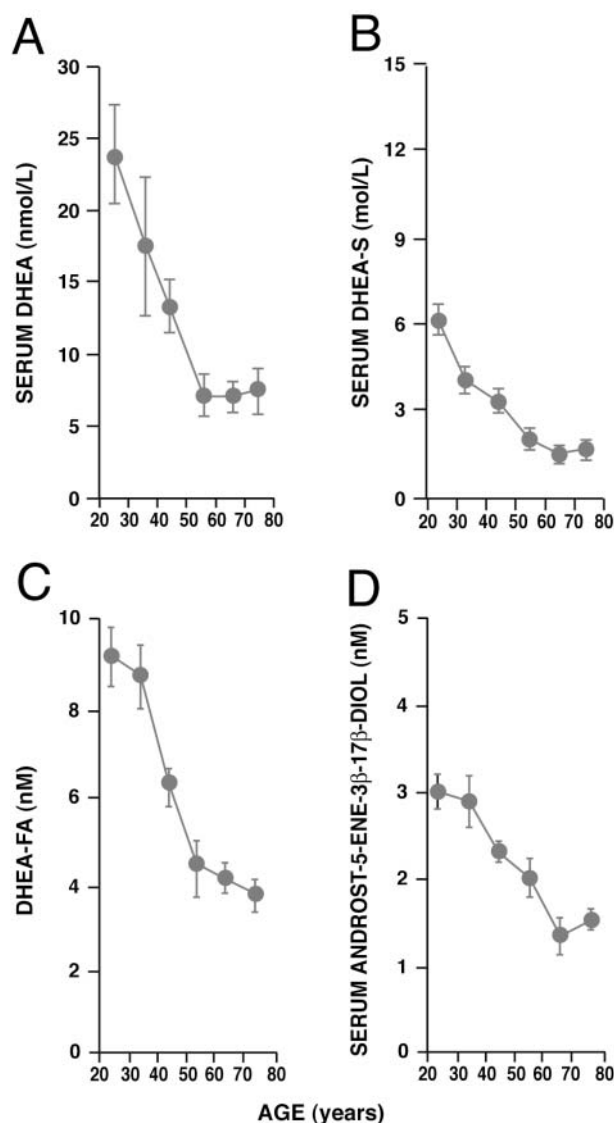 A
SERUM DHEA (nmol/L)
30
25
20
15
10
5
0
20 30 40 50 60 70 80
B
SERUM DHEA-S (mol/L)
15
12
9
6
3
0
20 30 40 50 60 70 80
C
DHEA-FA (nM)
10
8
6
4
2
0
20 30 40 50 60 70 80
D
SERUM ANDROST-5-ENE-3β-17β-DIOL (nM)
5
4
3
2
1
0
20 30 40 50 60 70 80
AGE (years)